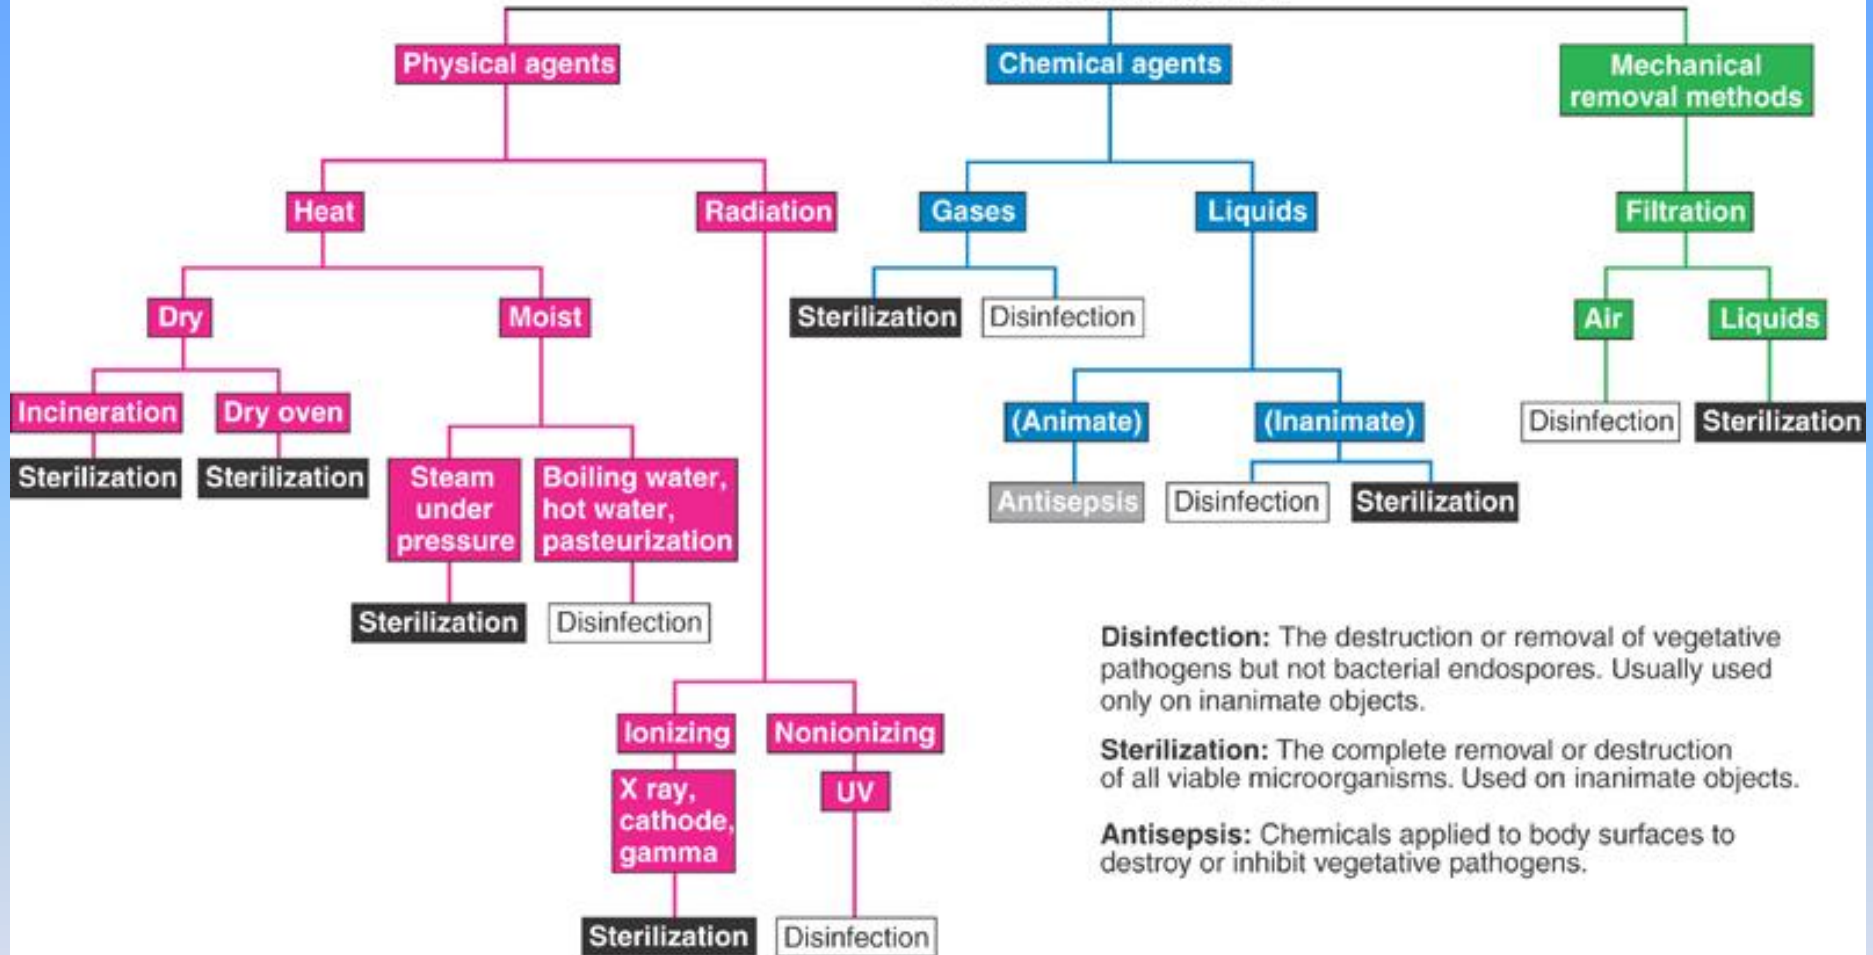 Physical agents
Chemical agents
Mechanical
removal methods
Heat
Radiation
Gases
Liquids
Filtration
Dry
Moist
Sterilization
Disinfection
Air
Liquids
Incineration
Dry oven
(Animate)
(Inanimate)
Disinfection
Sterilization
Sterilization
Sterilization
Steam
under
pressure
Boiling water,
hot water,
pasteurization
Antisepsis
Disinfection
Sterilization
Sterilization
Disinfection
Ionizing
Nonionizing
X ray,
cathode,
gamma
UV
Sterilization
Disinfection
Disinfection: The destruction or removal of vegetative
pathogens but not bacterial endospores. Usually used
only on inanimate objects.
Sterilization: The complete removal or destruction
of all viable microorganisms. Used on inanimate objects.
Antisepsis: Chemicals applied to body surfaces to
destroy or inhibit vegetative pathogens.